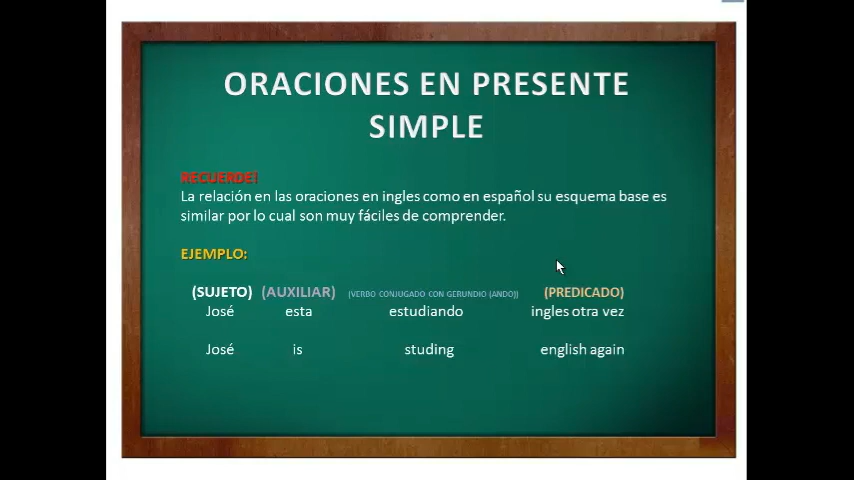 ORACIONES EN PRESENTE
SIMPLE
RECUERDE!
La relación en las oraciones en ingles como en español su esquema base es
similar por lo cual son muy fáciles de comprender.
EJEMPLO:
(SUJETO) (AUXILIAR) (VERBO CONJUGADO CON GERUNDIO (ANDO)) (PREDICADO)
José esta estudiando ingles otra vez
José is studing english again